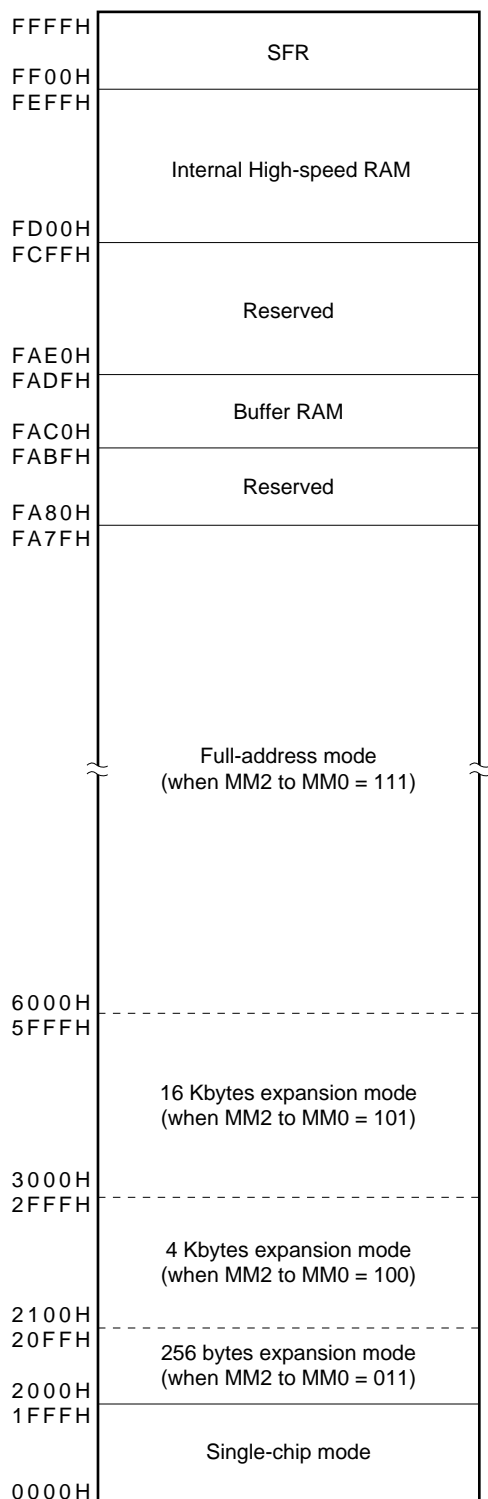 FFFFH
SFR
FF00H
FEFFH
Internal High-speed RAM
FD00H
FCFFH
Reserved
FAE0H
FADFH
Buffer RAM
FAC0H
FABFH
Reserved
FA80H
FA7FH
Full-address mode
(when MM2 to MM0 = 111)
6000H
5FFFH
16 Kbytes expansion mode
(when MM2 to MM0 = 101)
3000H
2FFFH
4 Kbytes expansion mode
(when MM2 to MM0 = 100)
2100H
20FFH
256 bytes expansion mode
(when MM2 to MM0 = 011)
2000H
1FFFH
Single-chip mode
0000H